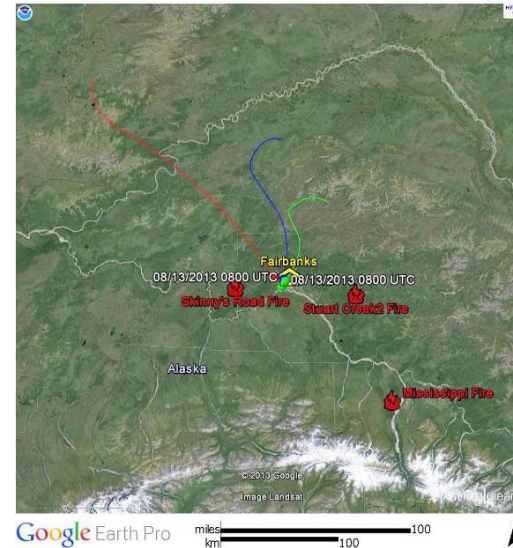 Fairbanks
08/13/2013 0800 UTC
08/13/2013 0800 UTC
Skinny's Road Fire
Stuart Creek2 Fire
Alaska
Mississippi Fire
© 2013 Google
Image Landsat
Google Earth Pro
miles
100
km
100